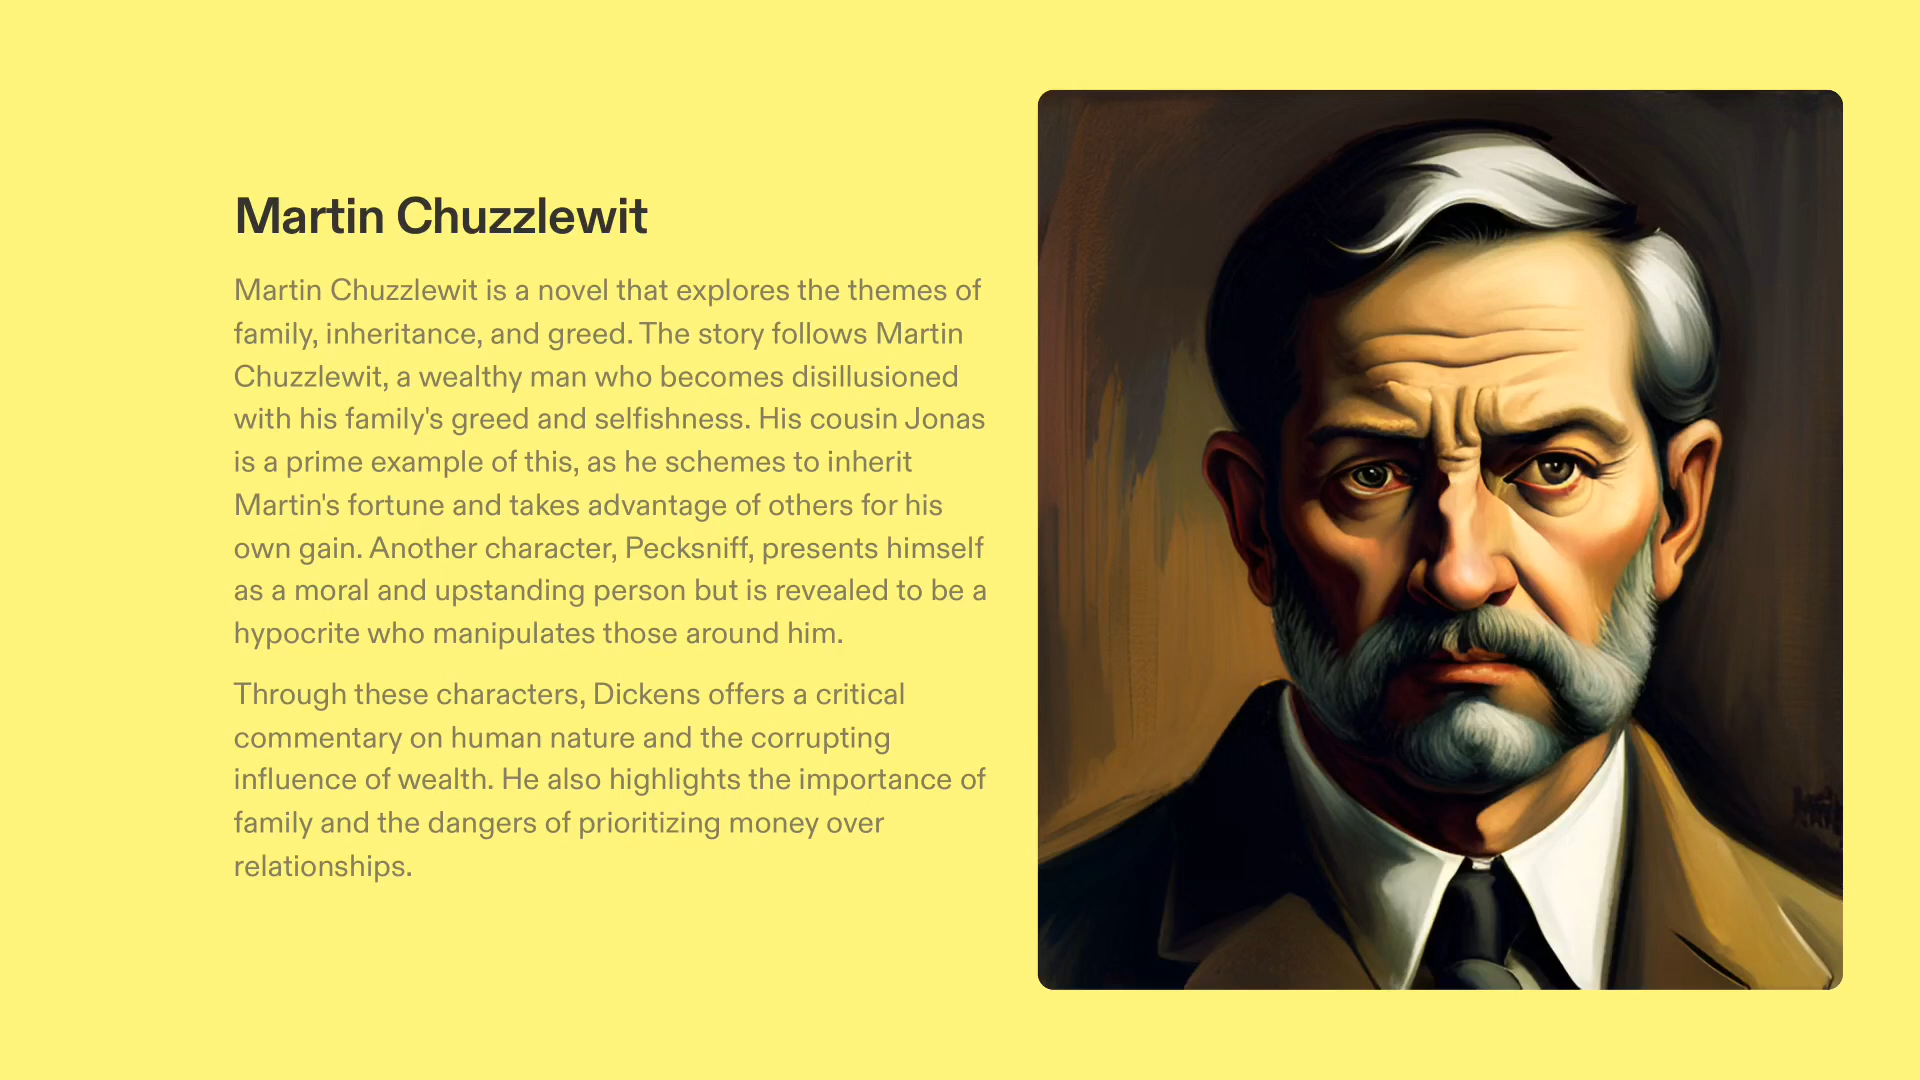 Martin Chuzzlewit
Martin Chuzzlewit is a novel that explores the themes of
family, inheritance, and greed. The story follows Martin
Chuzzlewit, a wealthy man who becomes disillusioned
with his family's greed and selfishness. His cousin Jonas
is a prime example of this, as he schemes to inherit
Martin's fortune and takes advantage of others for his
own gain. Another character, Pecksniff, presents himself
as a moral and upstanding person but is revealed to be a
hypocrite who manipulates those around him.
Through these characters, Dickens offers a critical
commentary on human nature and the corrupting
influence of wealth. He also highlights the importance of
family and the dangers of prioritizing money over
relationships.